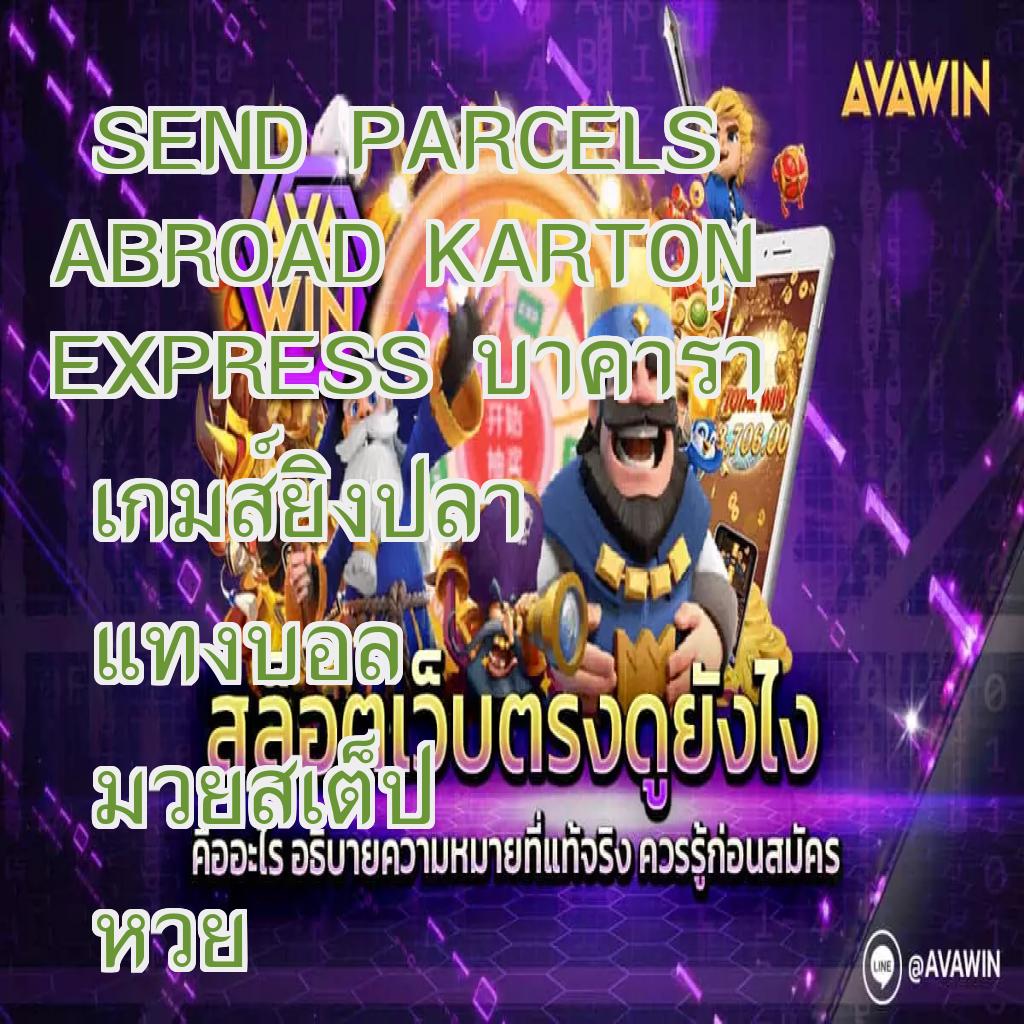 AVAWIN
SEND PARCELS
ABROAD KARTON
EXPRESS บาคาร่า
เกมส์ยิงปลา
แทงบอล
มวยสเต็ป
หวย
AVA
WIN
开始
抽奖
TOTAL WIN
3,706.00
สล็อตเว็บตรงดูยังไง
คืออะไร อธิบายความหมายที่แท้จริง ควรรู้ก่อนสมัคร
LINE @AVAWIN